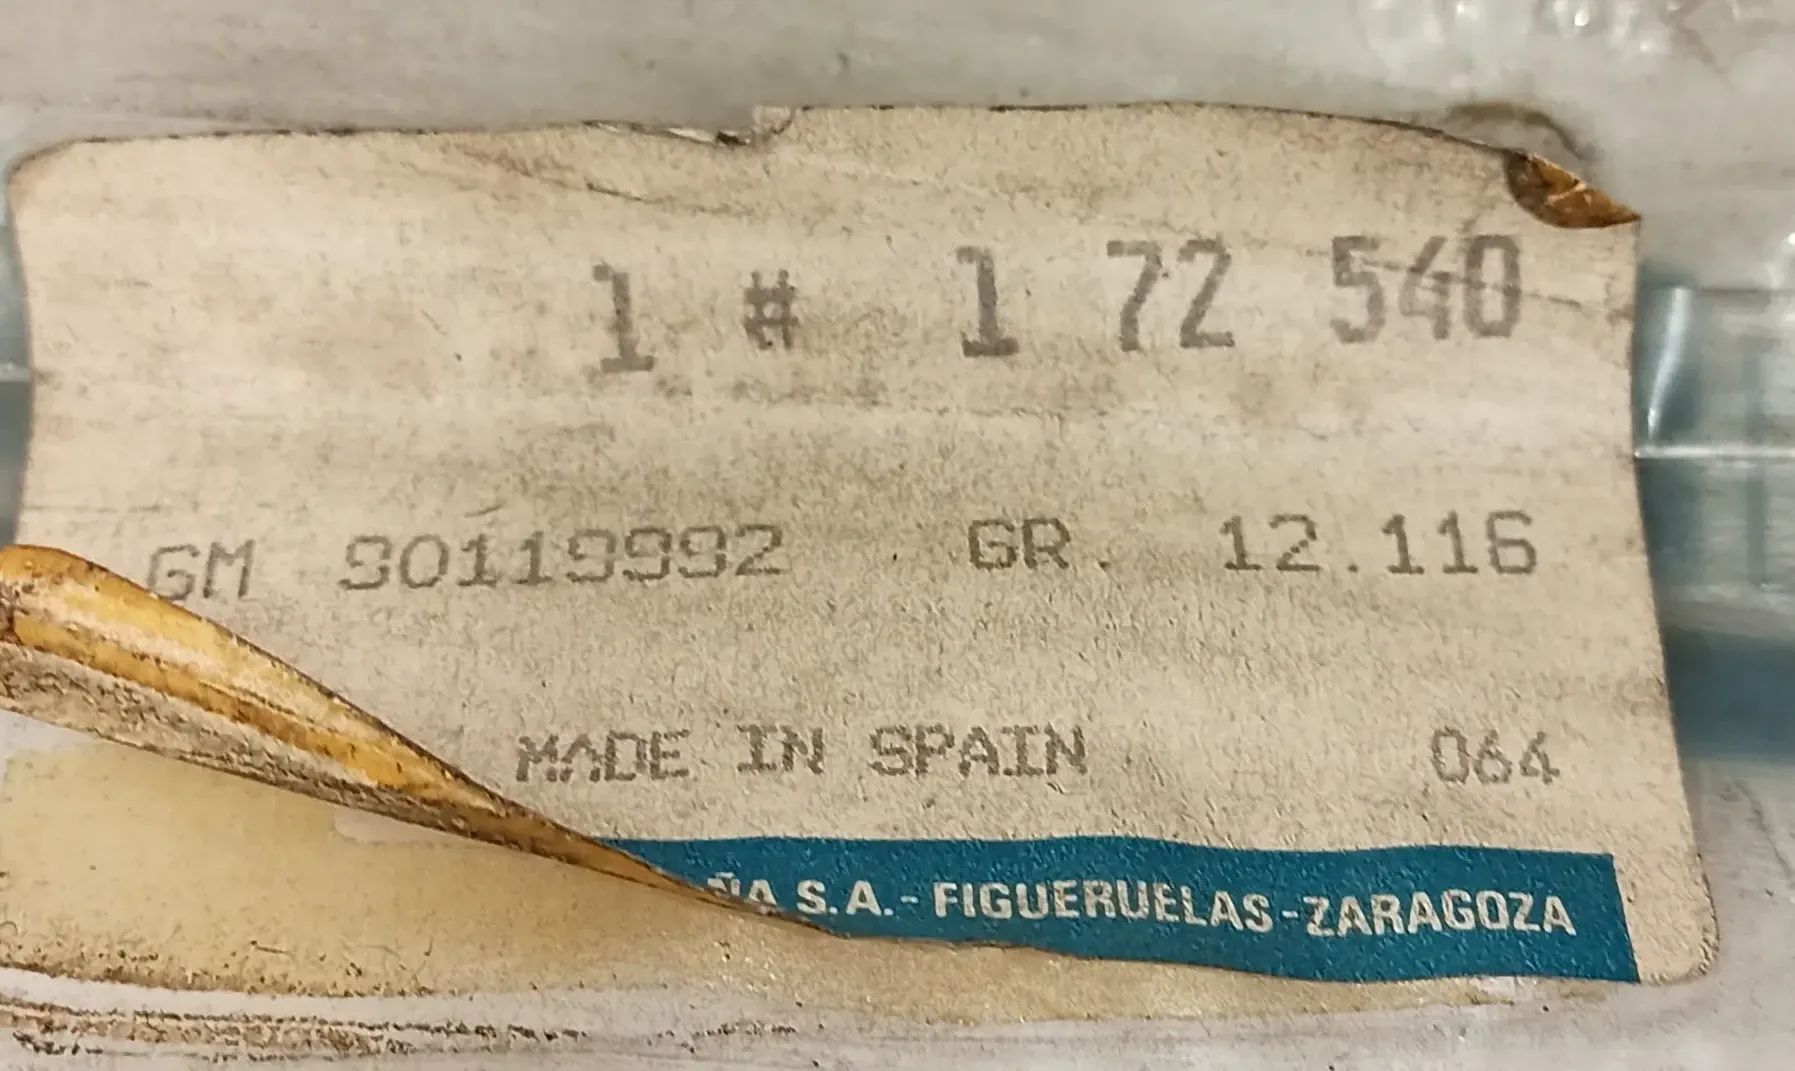 1 # 1 72 540
GM 90119992 GR. 12.116
MADE IN SPAIN 064
ÑA S.A.-FIGUERUELAS-ZARAGOZA